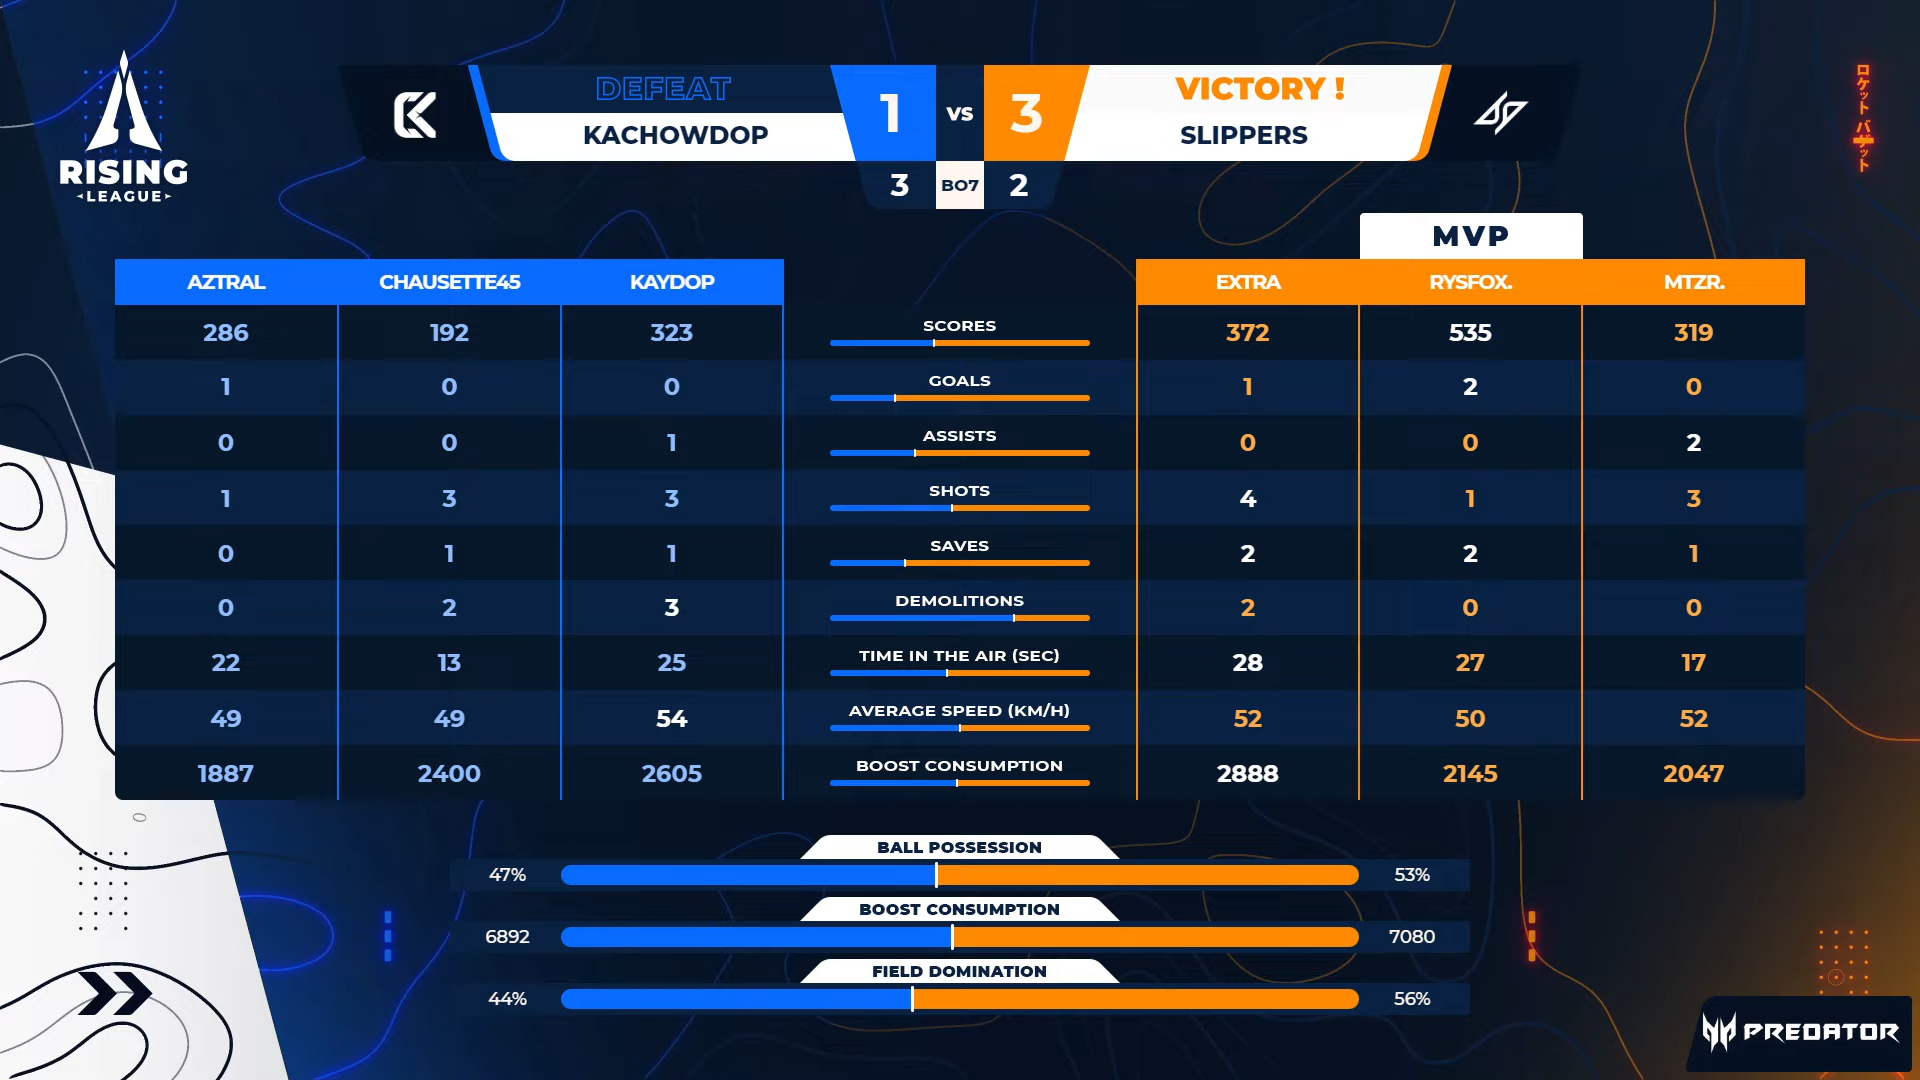 RISING
LEAGUE
DEFEAT
KACHOWDOP
1
VS
3
VICTORY !
SLIPPERS
3
BO7
2
MVP
AZTRAL CHAUSETTE45 KAYDOP
EXTRA RYSFOX. MTZR.
286 192 323 SCORES 372 535 319
1 0 0 GOALS 1 2 0
0 0 1 ASSISTS 0 0 2
1 3 3 SHOTS 4 1 3
0 1 1 SAVES 2 2 1
0 2 3 DEMOLITIONS 2 0 0
22 13 25 TIME IN THE AIR (SEC) 28 27 17
49 49 54 AVERAGE SPEED (KM/H) 52 50 52
1887 2400 2605 BOOST CONSUMPTION 2888 2145 2047
BALL POSSESSION
47% 53%
BOOST CONSUMPTION
6892 7080
FIELD DOMINATION
44% 56%
PREDATOR